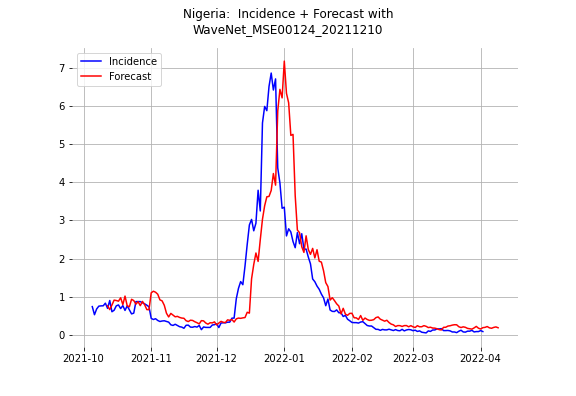 Nigeria:  Incidence + Forecast with
WaveNet_MSE00124_20211210
Incidence
Forecast
7
6
5
4
3
2
1
0
2021-10 2021-11 2021-12 2022-01 2022-02 2022-03 2022-04